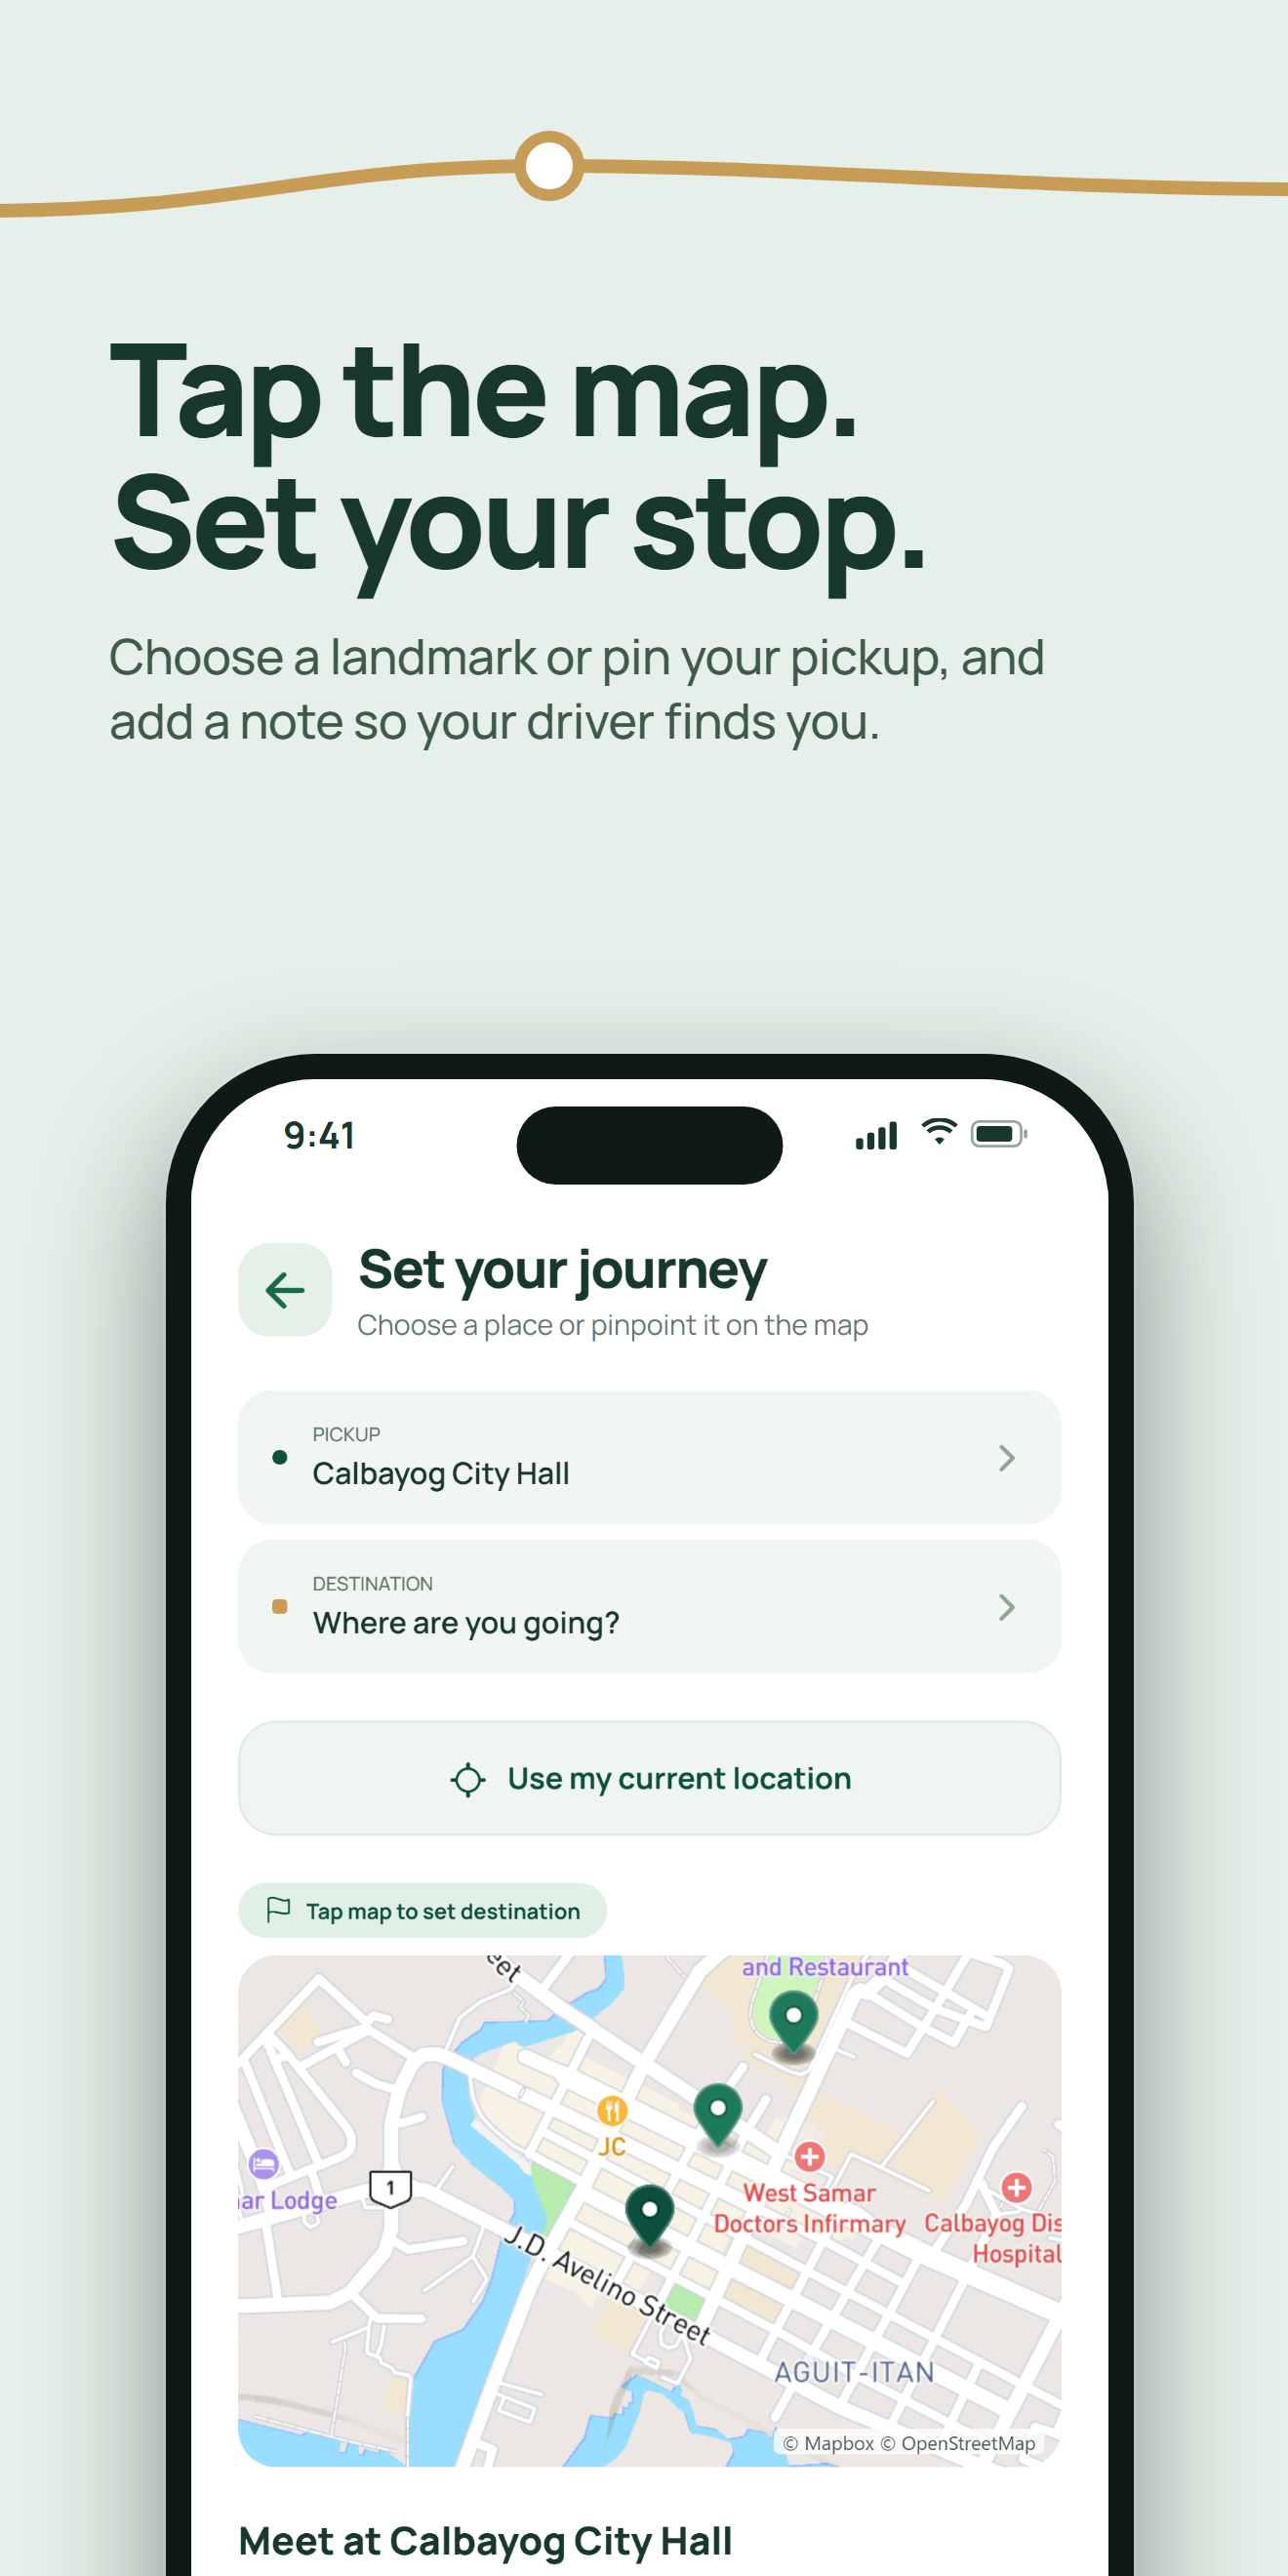 Tap the map.
Set your stop.
Choose a landmark or pin your pickup, and
add a note so your driver finds you.
9:41
Set your journey
Choose a place or pinpoint it on the map
PICKUP
Calbayog City Hall
DESTINATION
Where are you going?
Use my current location
Tap map to set destination
eet
and Restaurant
JC
ar Lodge
1
West Samar
Doctors Infirmary
Calbayog Dis
Hospital
J.D. Avelino Street
AGUIT-ITAN
© Mapbox © OpenStreetMap
Meet at Calbayog City Hall